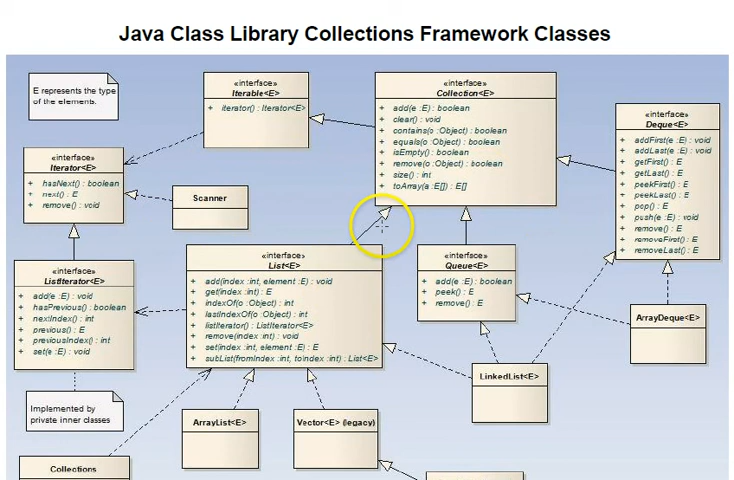 Java Class Library Collections Framework Classes
E represents the type
of the elements.
«interface»
Iterable<E>
+ iterator() : Iterator<E>
«interface»
Collection<E>
+ add(e :E) : boolean
+ clear() : void
+ contains(o :Object) : boolean
+ equals(o :Object) : boolean
+ isEmpty() : boolean
+ remove(o :Object) : boolean
+ size() : int
+ toArray(a :E[]) : E[]
«interface»
Deque<E>
+ addFirst(e :E) : void
+ addLast(e :E) : void
+ getFirst() : E
+ getLast() : E
+ peekFirst() : E
+ peekLast() : E
+ pop() : E
+ push(e :E) : void
+ remove() : E
+ removeFirst() : E
+ removeLast() : E
«interface»
Iterator<E>
+ hasNext() : boolean
+ next() : E
+ remove() : void
Scanner
«interface»
List<E>
+ add(index :int, element :E) : void
+ get(index :int) : E
+ indexOf(o :Object) : int
+ lastIndexOf(o :Object) : int
+ listIterator() : ListIterator<E>
+ remove(index :int) : void
+ set(index :int, element :E) : E
+ subList(fromIndex :int, toIndex :int) : List<E>
«interface»
Queue<E>
+ add(e :E) : boolean
+ peek() : E
+ remove() : E
«interface»
ListIterator<E>
+ add(e :E) : void
+ hasPrevious() : boolean
+ nextIndex() : int
+ previous() : E
+ previousIndex() : int
+ set(e :E) : void
ArrayDeque<E>
LinkedList<E>
Implemented by
private inner classes
ArrayList<E>
Vector<E> (legacy)
Collections